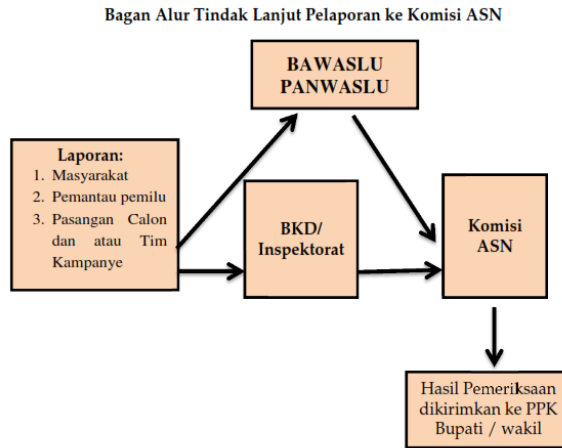 Bagan Alur Tindak Lanjut Pelaporan ke Komisi ASN
BAWASLU
PANWASLU
Laporan:
1. Masyarakat
2. Pemantau pemilu
3. Pasangan Calon
dan atau Tim
Kampanye
BKD/
Inspektorat
Komisi
ASN
Hasil Pemeriksaan
dikirimkan ke PPK
Bupati / wakil